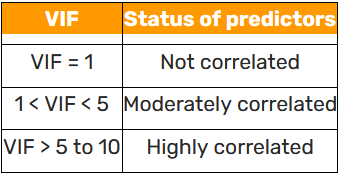 VIF Status of predictors
VIF = 1 Not correlated
1 < VIF < 5 Moderately correlated
VIF > 5 to 10 Highly correlated